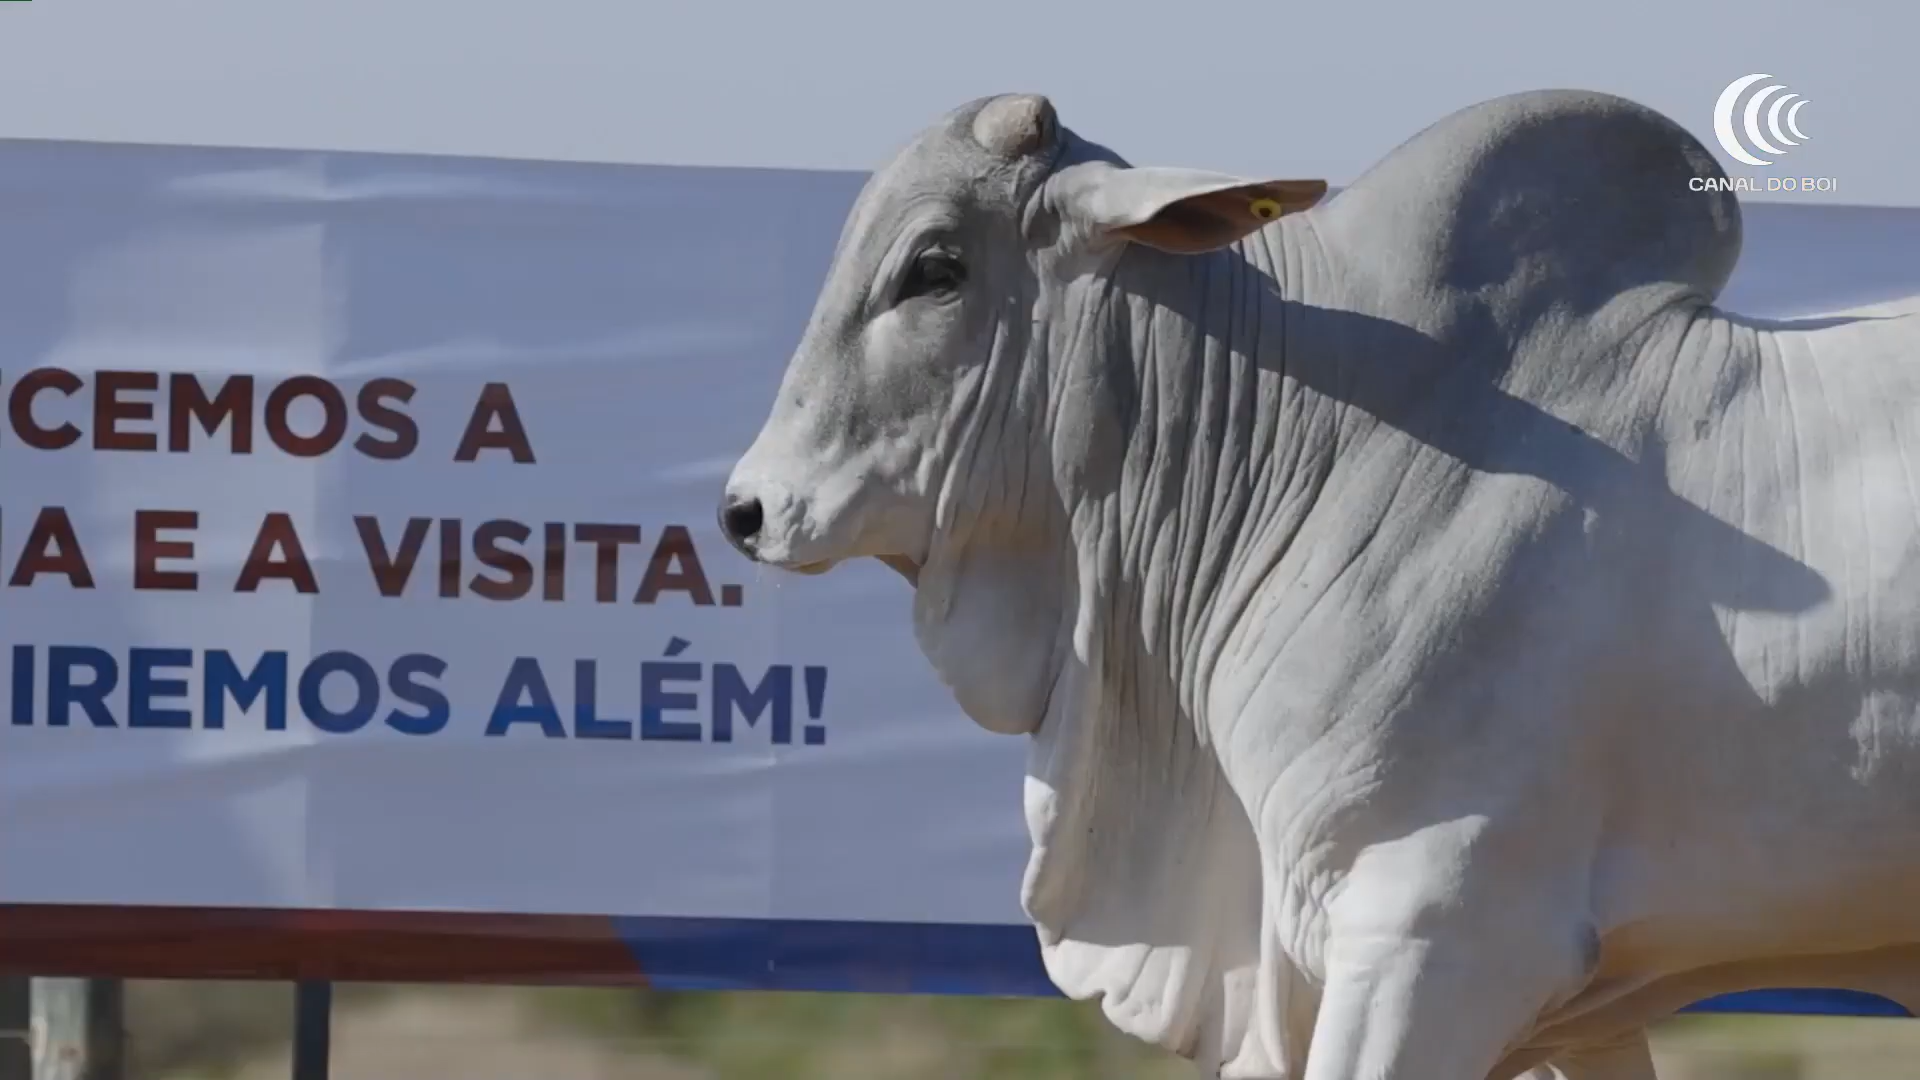 CANAL DO BOI
CEMOS A
A E A VISITA.
IREMOS ALÉM!